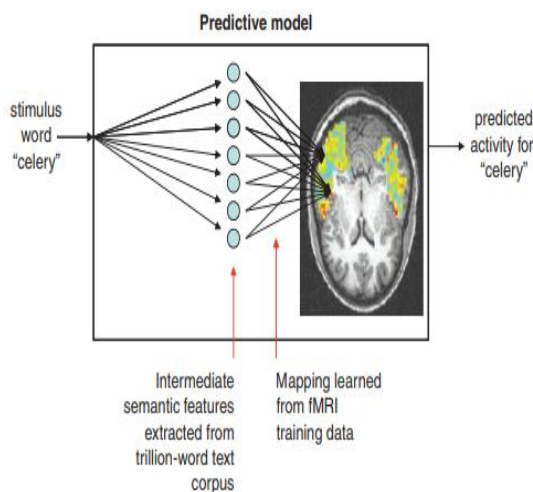 Predictive model
stimulus
word
“celery”
predicted
activity for
“celery”
Intermediate
semantic features
extracted from
trillion-word text
corpus
Mapping learned
from fMRI
training data